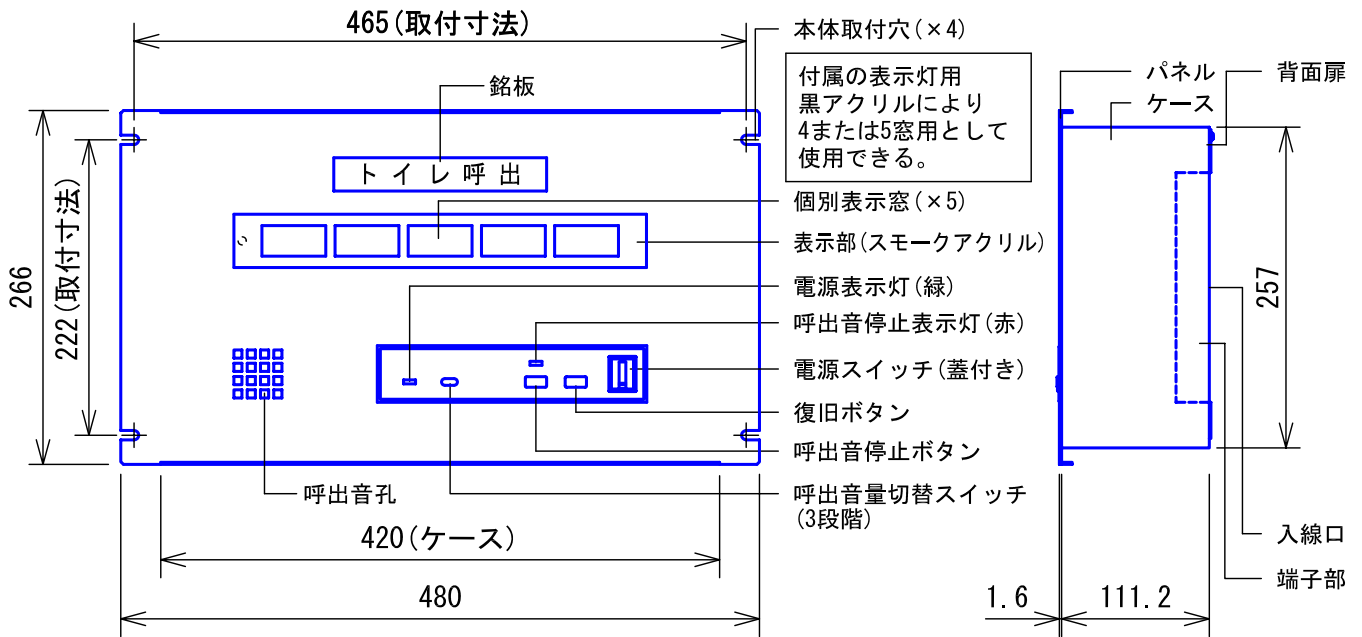 465(取付寸法)
本体取付穴(×4)
銘板
付属の表示灯用
黒アクリルにより
4または5窓用として
使用できる。
パネル
ケース
背面扉
トイレ呼出
個別表示窓(×5)
表示部(スモークアクリル)
電源表示灯(緑)
呼出音停止表示灯(赤)
電源スイッチ(蓋付き)
復旧ボタン
呼出音停止ボタン
呼出音量切替スイッチ
(3段階)
呼出音孔
266
222(取付寸法)
257
420(ケース)
480
入線口
端子部
1.6
111.2